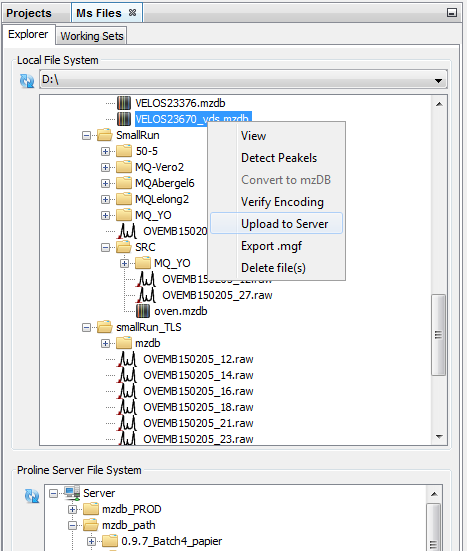 Projects Ms Files
Explorer Working Sets
Local File System
D:\
VELOS23376.mzdb
VELOS23670_vds.mzdb
SmallRun
50-5
MQ-Vero2
MQAbergel6
MQLelong2
MQ_YO
SRC
MQ_YO
OVEMB150205_12.raw
OVEMB150205_27.raw
oven.mzdb
smallRun_TLS
mzdb
OVEMB150205_12.raw
OVEMB150205_14.raw
OVEMB150205_16.raw
OVEMB150205_18.raw
OVEMB150205_21.raw
OVEMB150205_23.raw
View
Detect Peakels
Convert to mzDB
Verify Encoding
Upload to Server
Export .mgf
Delete file(s)
Proline Server File System
Server
mzdb_PROD
mzdb_path
0.9.7_Batch4_papier